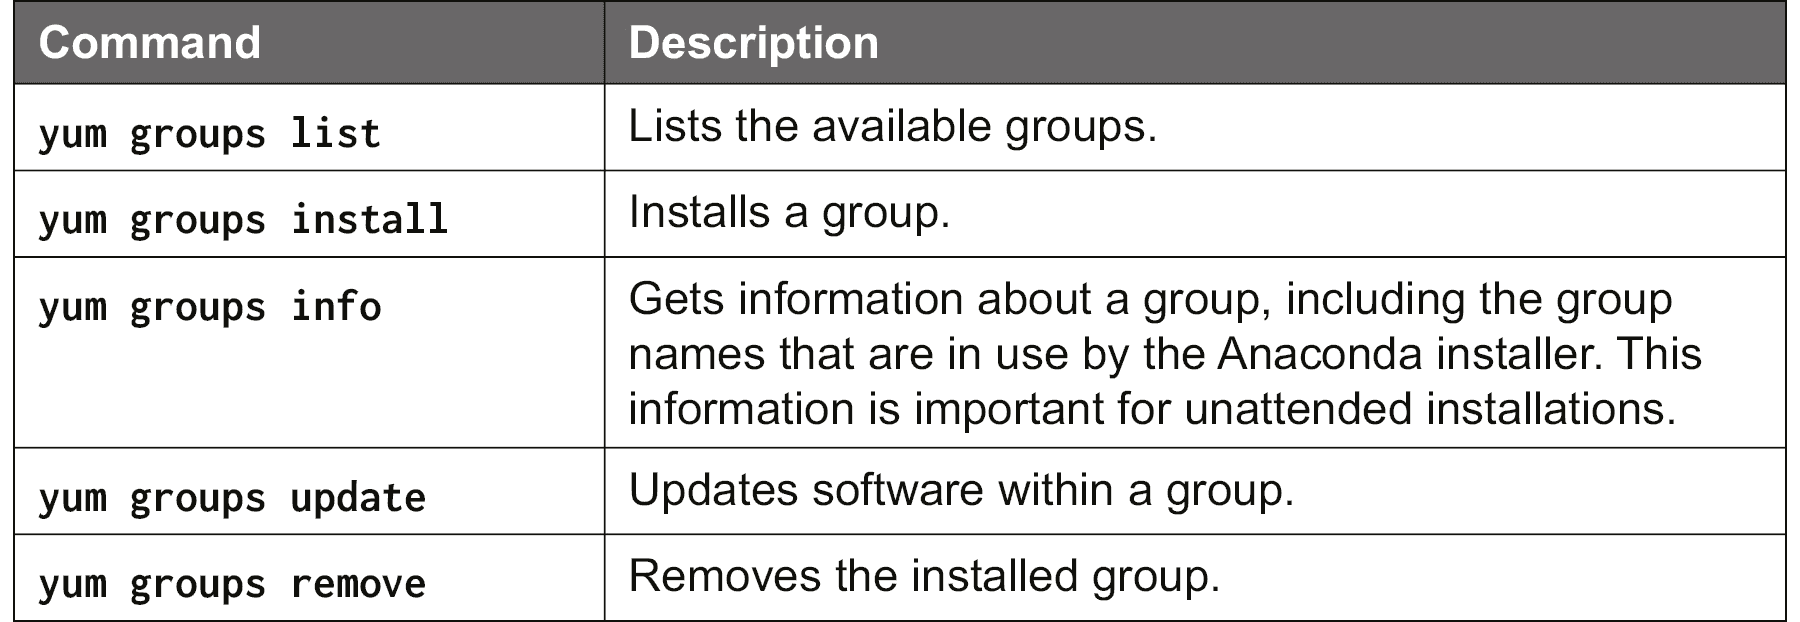 Command Description
yum groups list Lists the available groups.
yum groups install Installs a group.
yum groups info Gets information about a group, including the group
names that are in use by the Anaconda installer. This
information is important for unattended installations.
yum groups update Updates software within a group.
yum groups remove Removes the installed group.